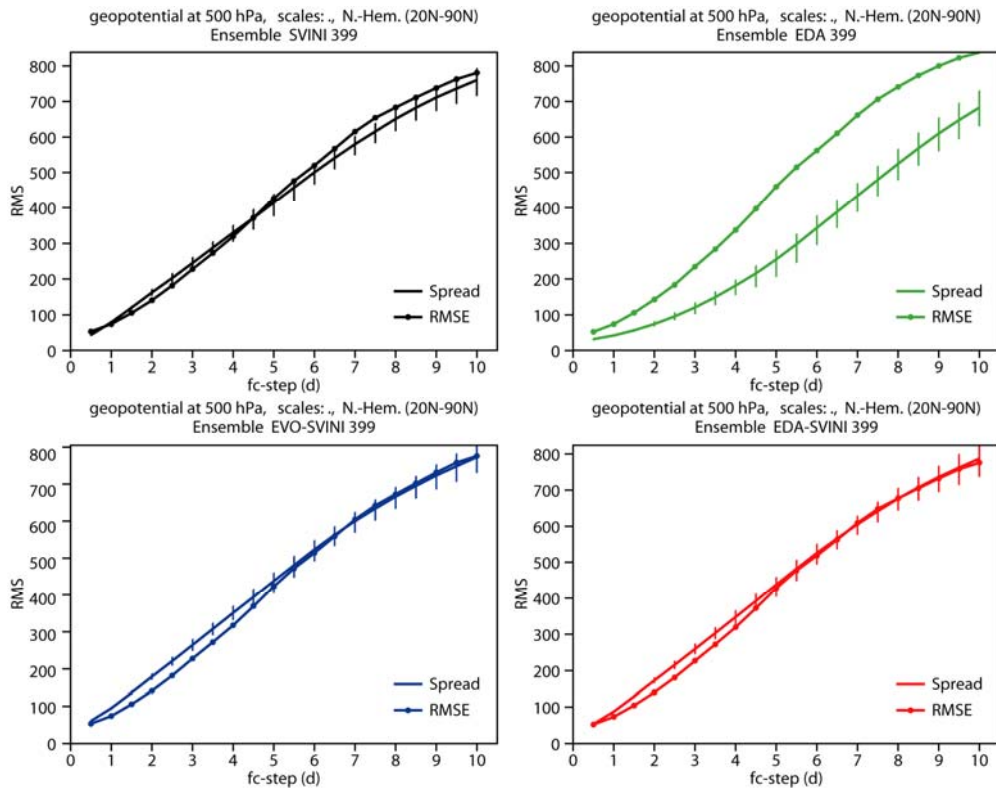 geopotential at 500 hPa, scales: ., N.-Hem. (20N-90N)
Ensemble SVINI 399
800
700
600
500
400
300
200
100
0
RMS
Spread
RMSE
0 1 2 3 4 5 6 7 8 9 10
fc-step (d)
geopotential at 500 hPa, scales: ., N.-Hem. (20N-90N)
Ensemble EDA 399
800
700
600
500
400
300
200
100
0
RMS
Spread
RMSE
0 1 2 3 4 5 6 7 8 9 10
fc-step (d)
geopotential at 500 hPa, scales: ., N.-Hem. (20N-90N)
Ensemble EVO-SVINI 399
800
700
600
500
400
300
200
100
0
RMS
Spread
RMSE
0 1 2 3 4 5 6 7 8 9 10
fc-step (d)
geopotential at 500 hPa, scales: ., N.-Hem. (20N-90N)
Ensemble EDA-SVINI 399
800
700
600
500
400
300
200
100
0
RMS
Spread
RMSE
0 1 2 3 4 5 6 7 8 9 10
fc-step (d)